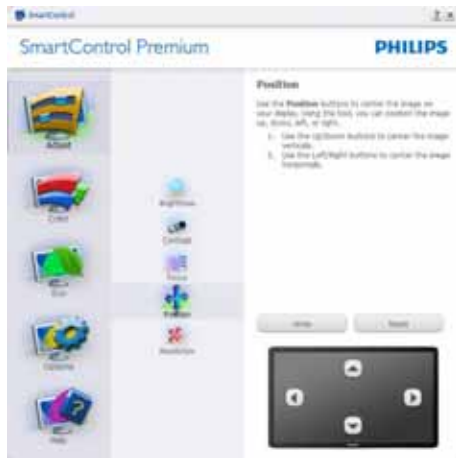 SmartControl
? x
SmartControl Premium
PHILIPS
Adjust
Color
Eco
Options
Help
Brightness
Contrast
Focus
Position
Resolution
Position
Use the Position buttons to center the image on
your display. Using the tool, you can position the image
up, down, left, or right.
1. Use the Up/Down buttons to center the image
vertically.
2. Use the Left/Right buttons to center the image
horizontally.
Reset